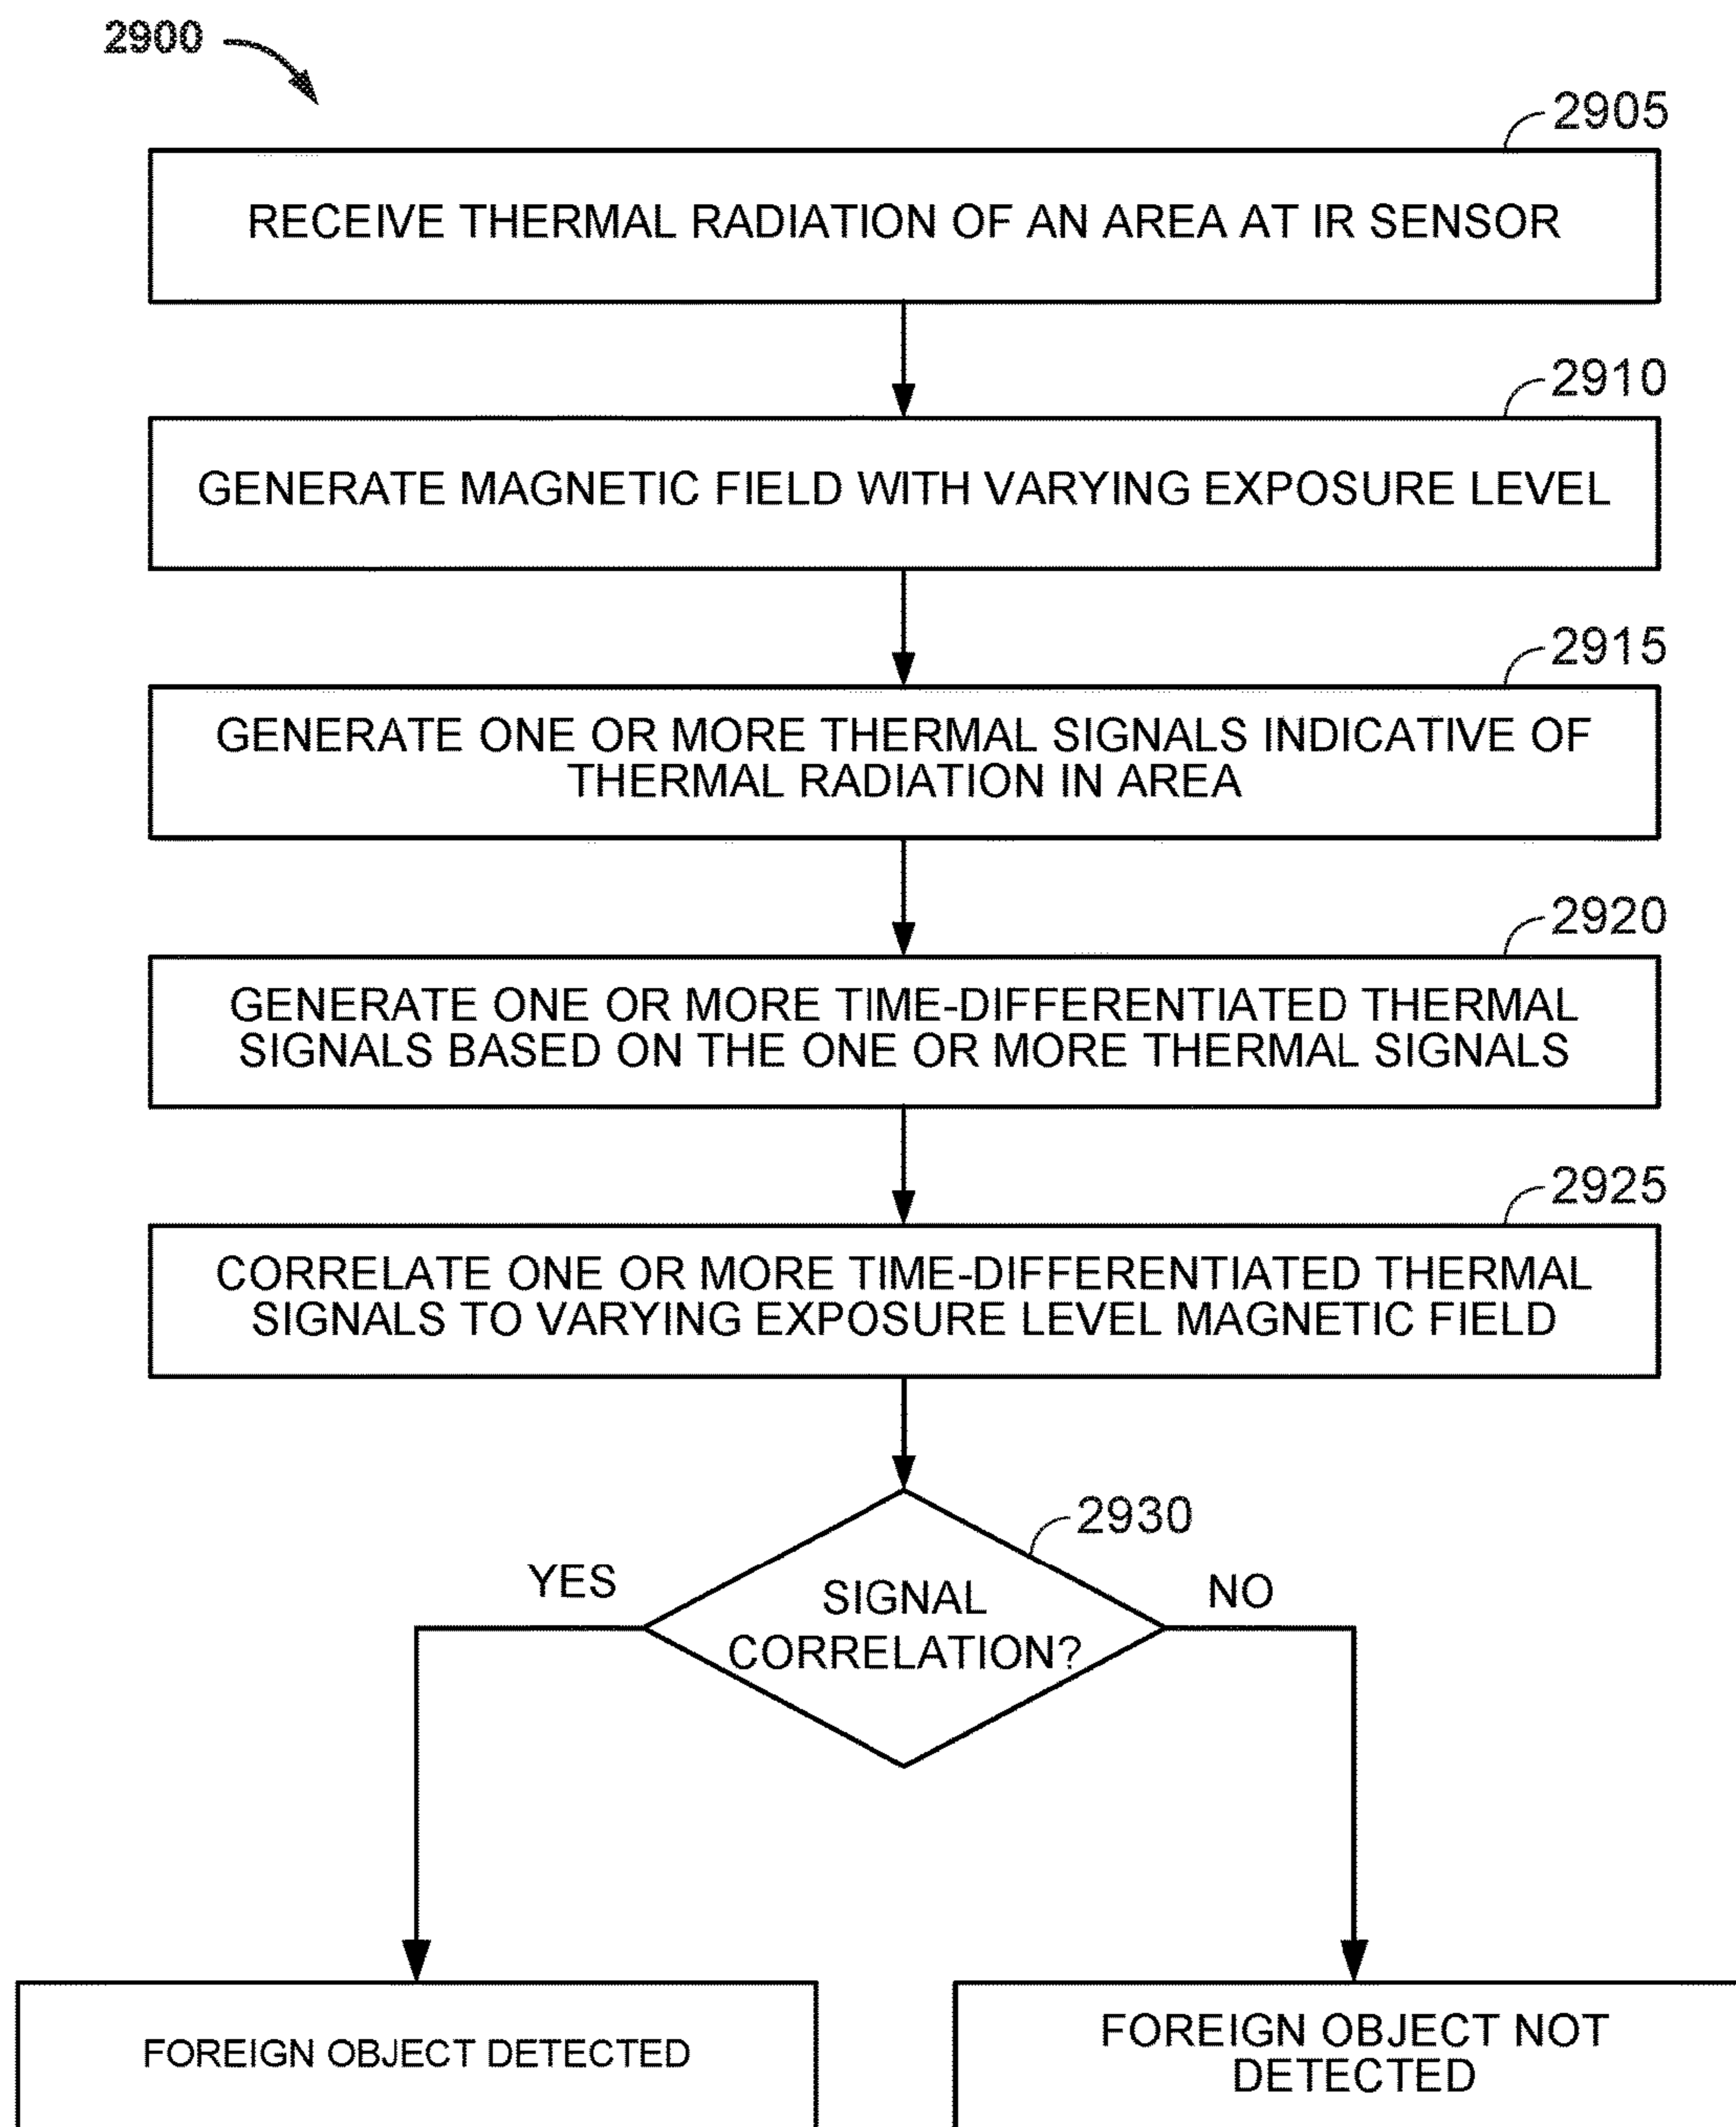 2900
2905
RECEIVE THERMAL RADIATION OF AN AREA AT IR SENSOR
2910
GENERATE MAGNETIC FIELD WITH VARYING EXPOSURE LEVEL
2915
GENERATE ONE OR MORE THERMAL SIGNALS INDICATIVE OF
THERMAL RADIATION IN AREA
2920
GENERATE ONE OR MORE TIME-DIFFERENTIATED THERMAL
SIGNALS BASED ON THE ONE OR MORE THERMAL SIGNALS
2925
CORRELATE ONE OR MORE TIME-DIFFERENTIATED THERMAL
SIGNALS TO VARYING EXPOSURE LEVEL MAGNETIC FIELD
2930
YES
SIGNAL
CORRELATION?
NO
FOREIGN OBJECT DETECTED
FOREIGN OBJECT NOT
DETECTED